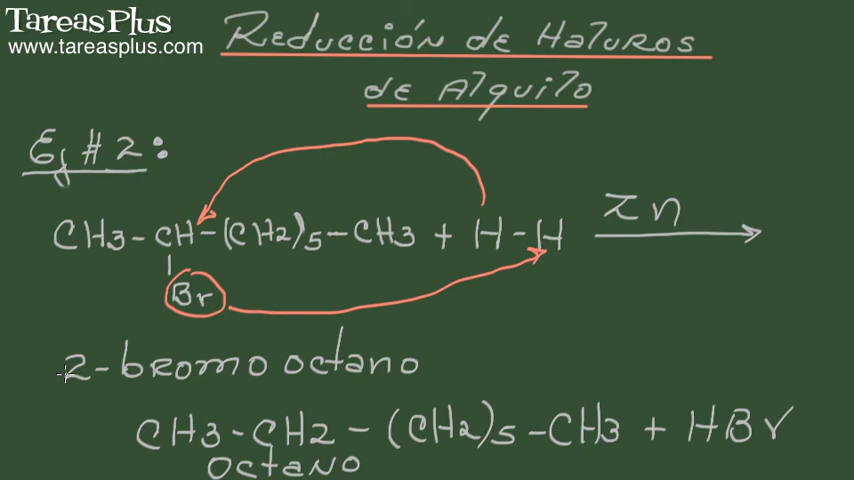 TareasPlus
www.tareasplus.com
Reducción de Haluros
de Alquilo
Ej # 2:
CH3-CH-(CH2)5-CH3 + H-H Zn
Br
2-bromo octano
CH3-CH2-(CH2)5-CH3 + HBr
octano